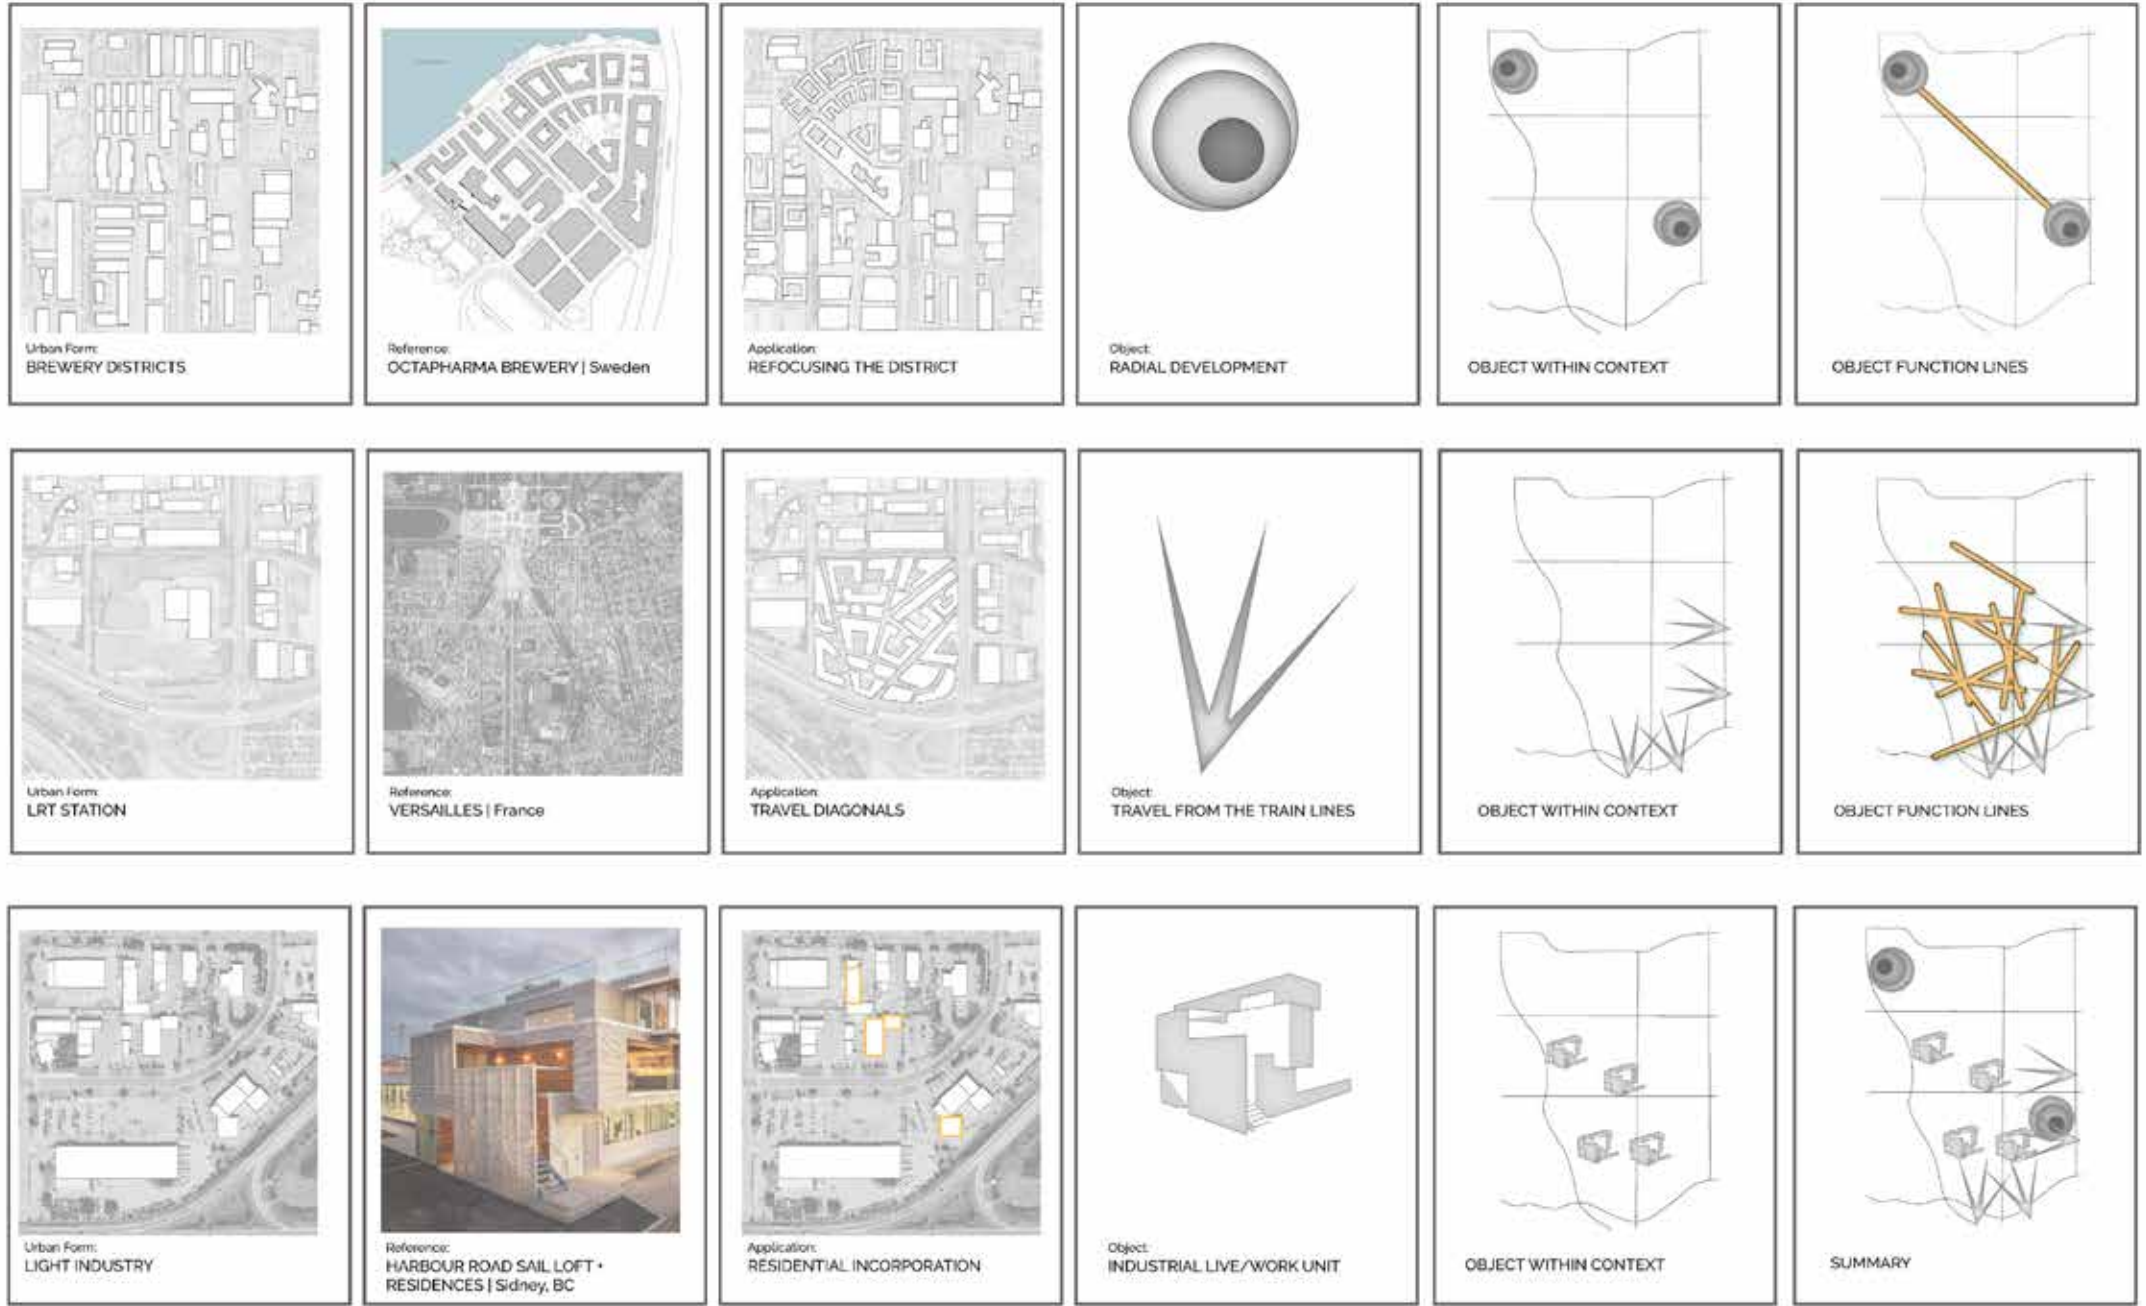 Urban Form:
BREWERY DISTRICTS
Reference:
OCTAPHARMA BREWERY | Sweden
Application:
REFOCUSING THE DISTRICT
Object:
RADIAL DEVELOPMENT
OBJECT WITHIN CONTEXT
OBJECT FUNCTION LINES
Urban Form:
LRT STATION
Reference:
VERSAILLES | France
Application:
TRAVEL DIAGONALS
Object:
TRAVEL FROM THE TRAIN LINES
OBJECT WITHIN CONTEXT
OBJECT FUNCTION LINES
Urban Form:
LIGHT INDUSTRY
Reference:
HARBOUR ROAD SAIL LOFT +
RESIDENCES | Sidney, BC
Application:
RESIDENTIAL INCORPORATION
Object:
INDUSTRIAL LIVE/WORK UNIT
OBJECT WITHIN CONTEXT
SUMMARY